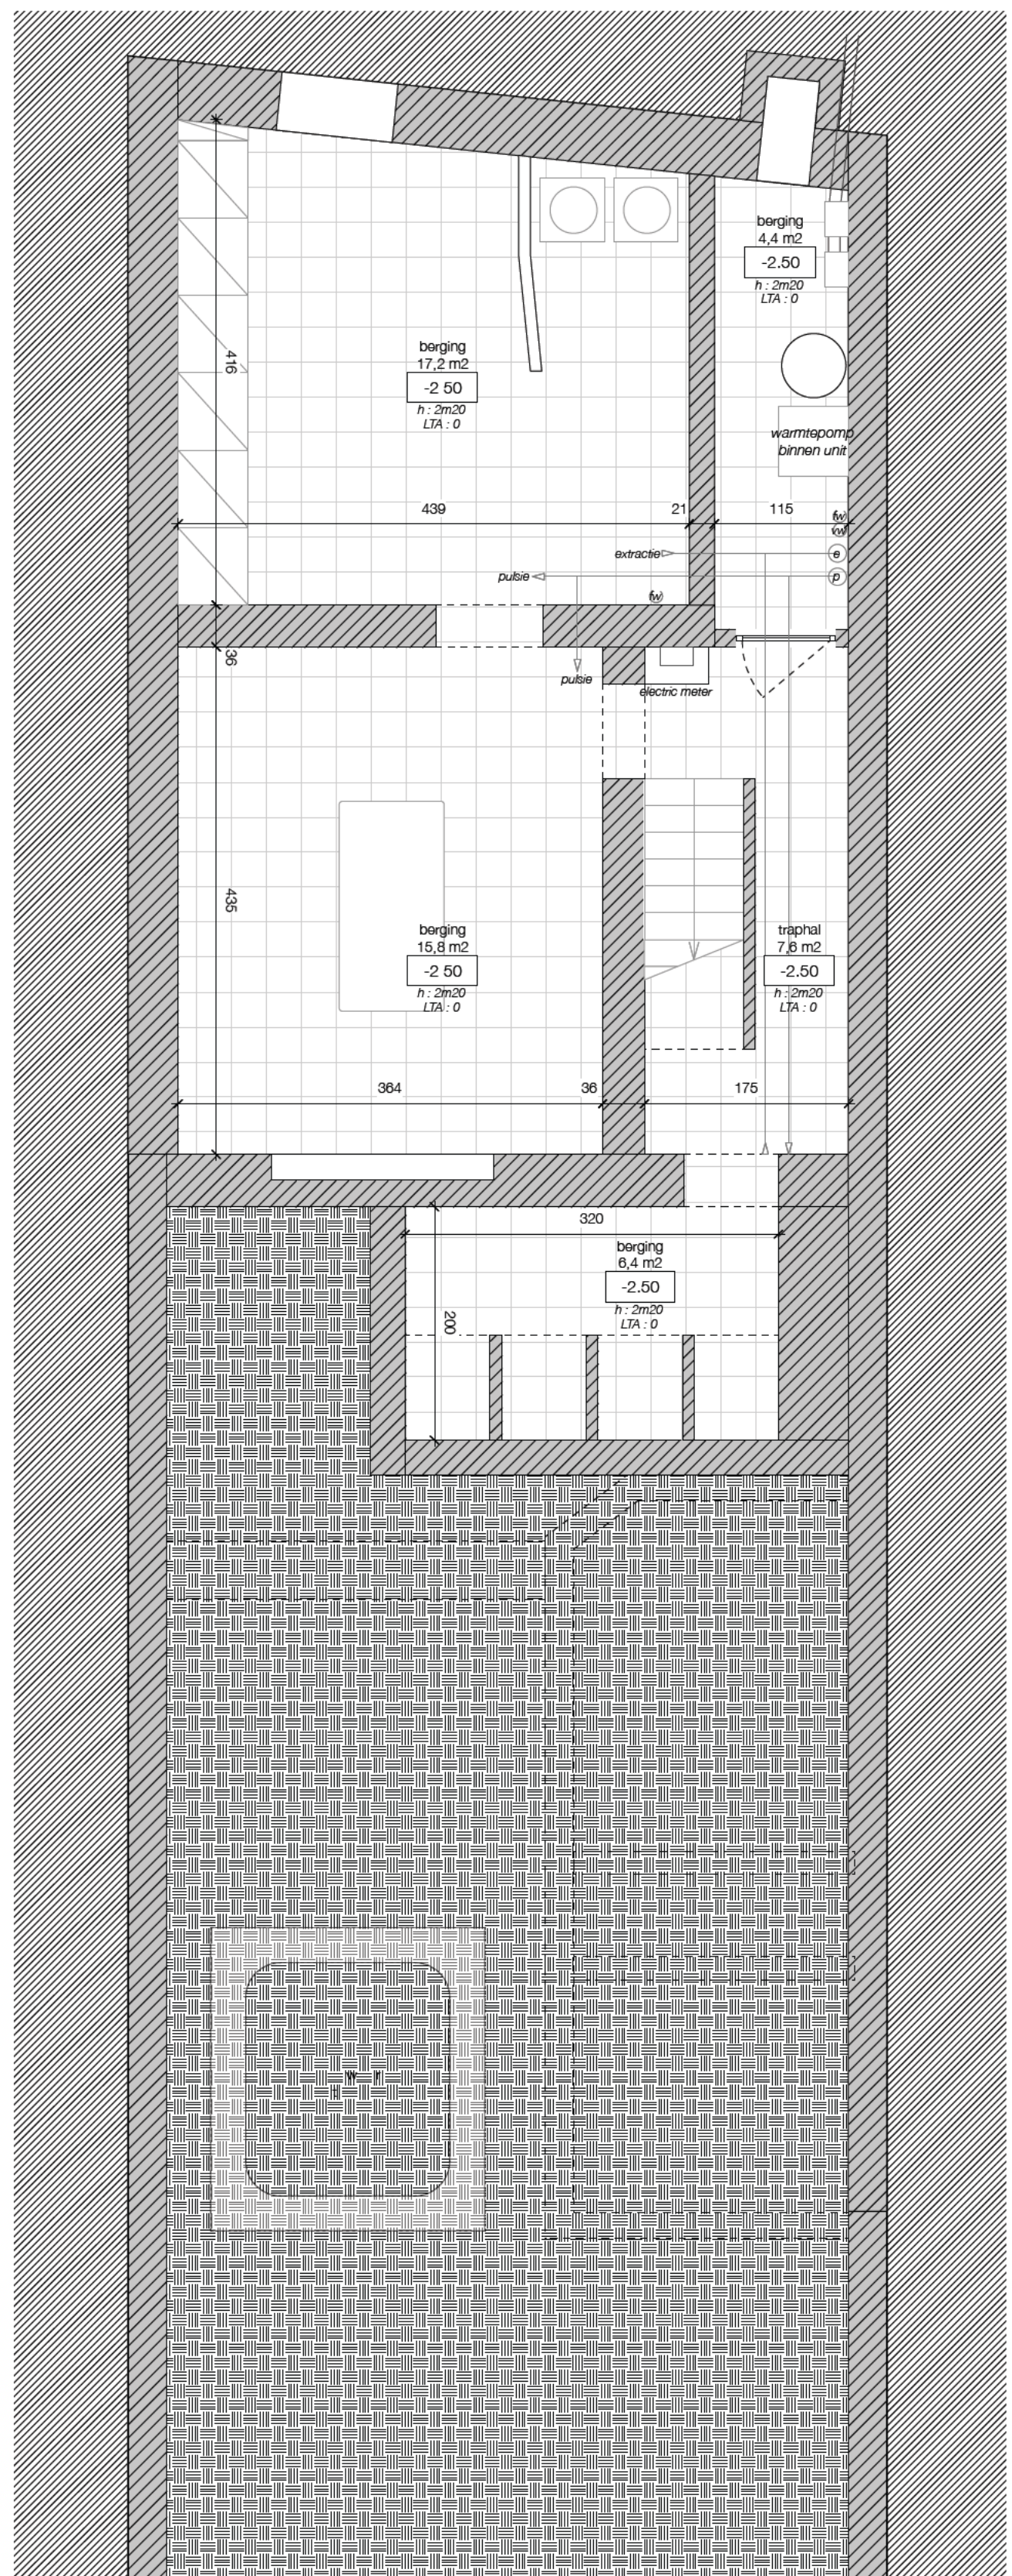 berging
4,4 m2
-2.50
h : 2m20
LTA : 0
berging
17,2 m2
-2 50
h : 2m20
LTA : 0
416
warmtepomp
binnen unit
439
21
115
fw
vw
extractie
e
pulsie
p
fw
36
pulsie
electric meter
435
berging
15,8 m2
-2 50
h : 2m20
LTA : 0
traphal
7,6 m2
-2.50
h : 2m20
LTA : 0
364
36
175
320
berging
6,4 m2
-2.50
h : 2m20
LTA : 0
200